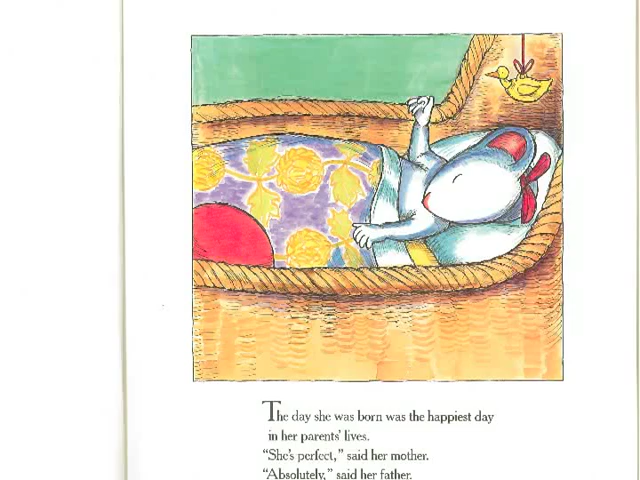 The day she was born was the happiest day
in her parents' lives.
"She's perfect," said her mother.
"Absolutely," said her father.